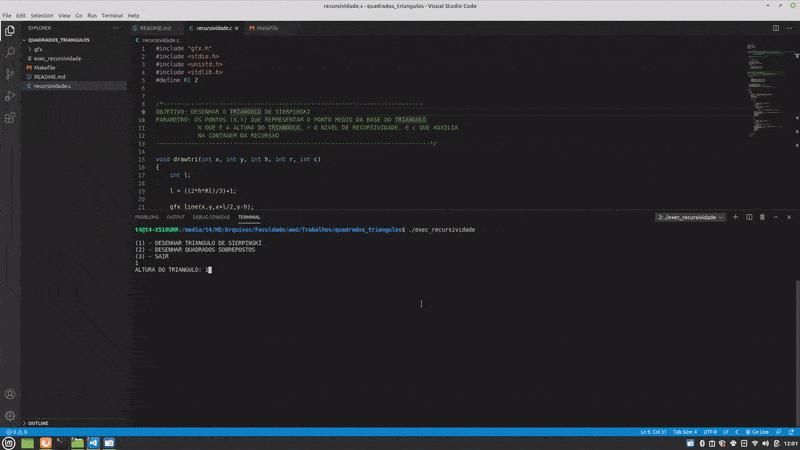 recursividade.c - quadrados_triangulos - Visual Studio Code
File Edit Selection View Go Run Terminal Help
EXPLORER
QUADRADOS_TRIANGULOS
gfx
exec_recursividade
Makefile
README.md
recursividade.c
OUTLINE
README.md recursividade.c Makefile
recursividade.c
1 #include "gfx.h"
2 #include <stdio.h>
3 #include <unistd.h>
4 #include <stdlib.h>
5 #define Rl 2
6
7
8 /*
9 OBJETIVO: DESENHAR O TRIANGULO DE SIERPINSKI
10 PARAMETRO: OS PONTOS (X,Y) QUE REPRESENTAM O PONTO MEDIO DA BASE DO TRIANGULO
11 h QUE É A ALTURA DO TRIANGULO, r O NIVEL DE RECURSIVIDADE, E c QUE AUXILIA
12 NA CONTAGEM DA RECURSAO
13 */
14
15 void drawtri(int x, int y, int h, int r, int c)
16 {
17 int l;
18
19 l = ((2*h*Rl)/3)+1;
20
21 gfx_line(x,y,x+l/2,y-h);
PROBLEMS OUTPUT DEBUG CONSOLE TERMINAL
2: ./exec_recursividade
t4@t4-X510URR:/media/t4/HD/Arquivos/Faculdade/aed/Trabalhos/quadrados_triangulos$ ./exec_recursividade
(1) - DESENHAR TRIANGULO DE SIERPINSKI
(2) - DESENHAR QUADRADOS SOBREPOSTOS
(3) - SAIR
1
ALTURA DO TRIANGULO: 1
0 0
Ln 9, Col 31 Tab Size: 4 UTF-8 LF C Go Live
12:01